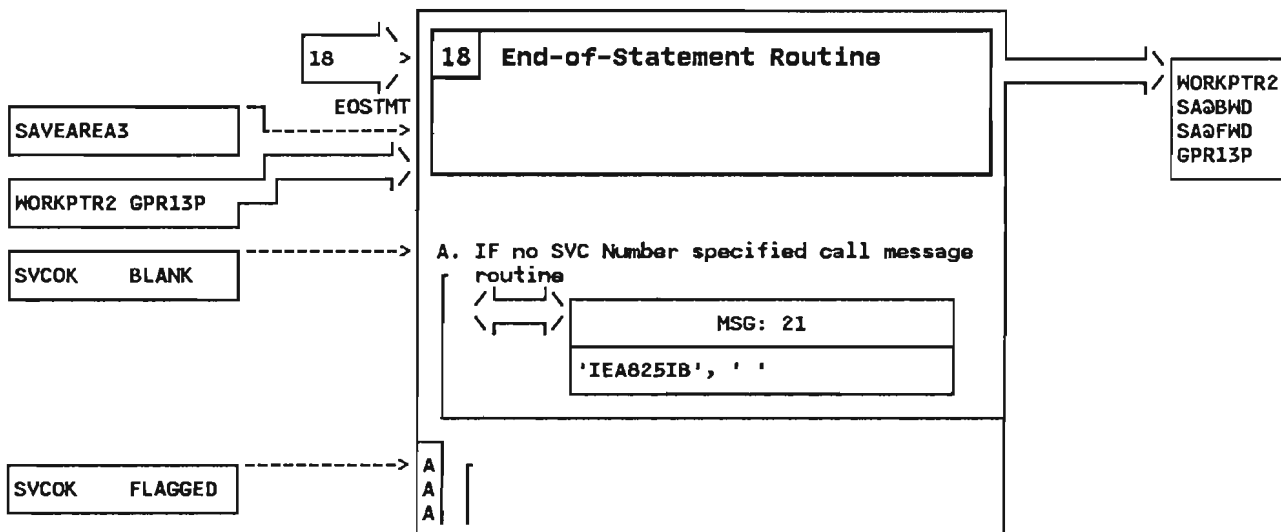 18
18 End-of-Statement Routine
EOSTMT
SAVEAREA3
WORKPTR2 GPR13P
WORKPTR2
SA@BWD
SA@FWD
GPR13P
SVCOK BLANK
A. IF no SVC Number specified call message
routine
MSG: 21
'IEA825IB', ' '
SVCOK FLAGGED
A
A
A